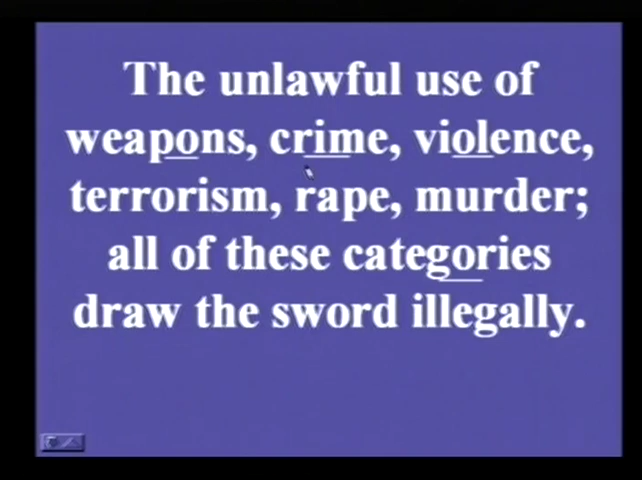 The unlawful use of
weapons, crime, violence,
terrorism, rape, murder;
all of these categories
draw the sword illegally.